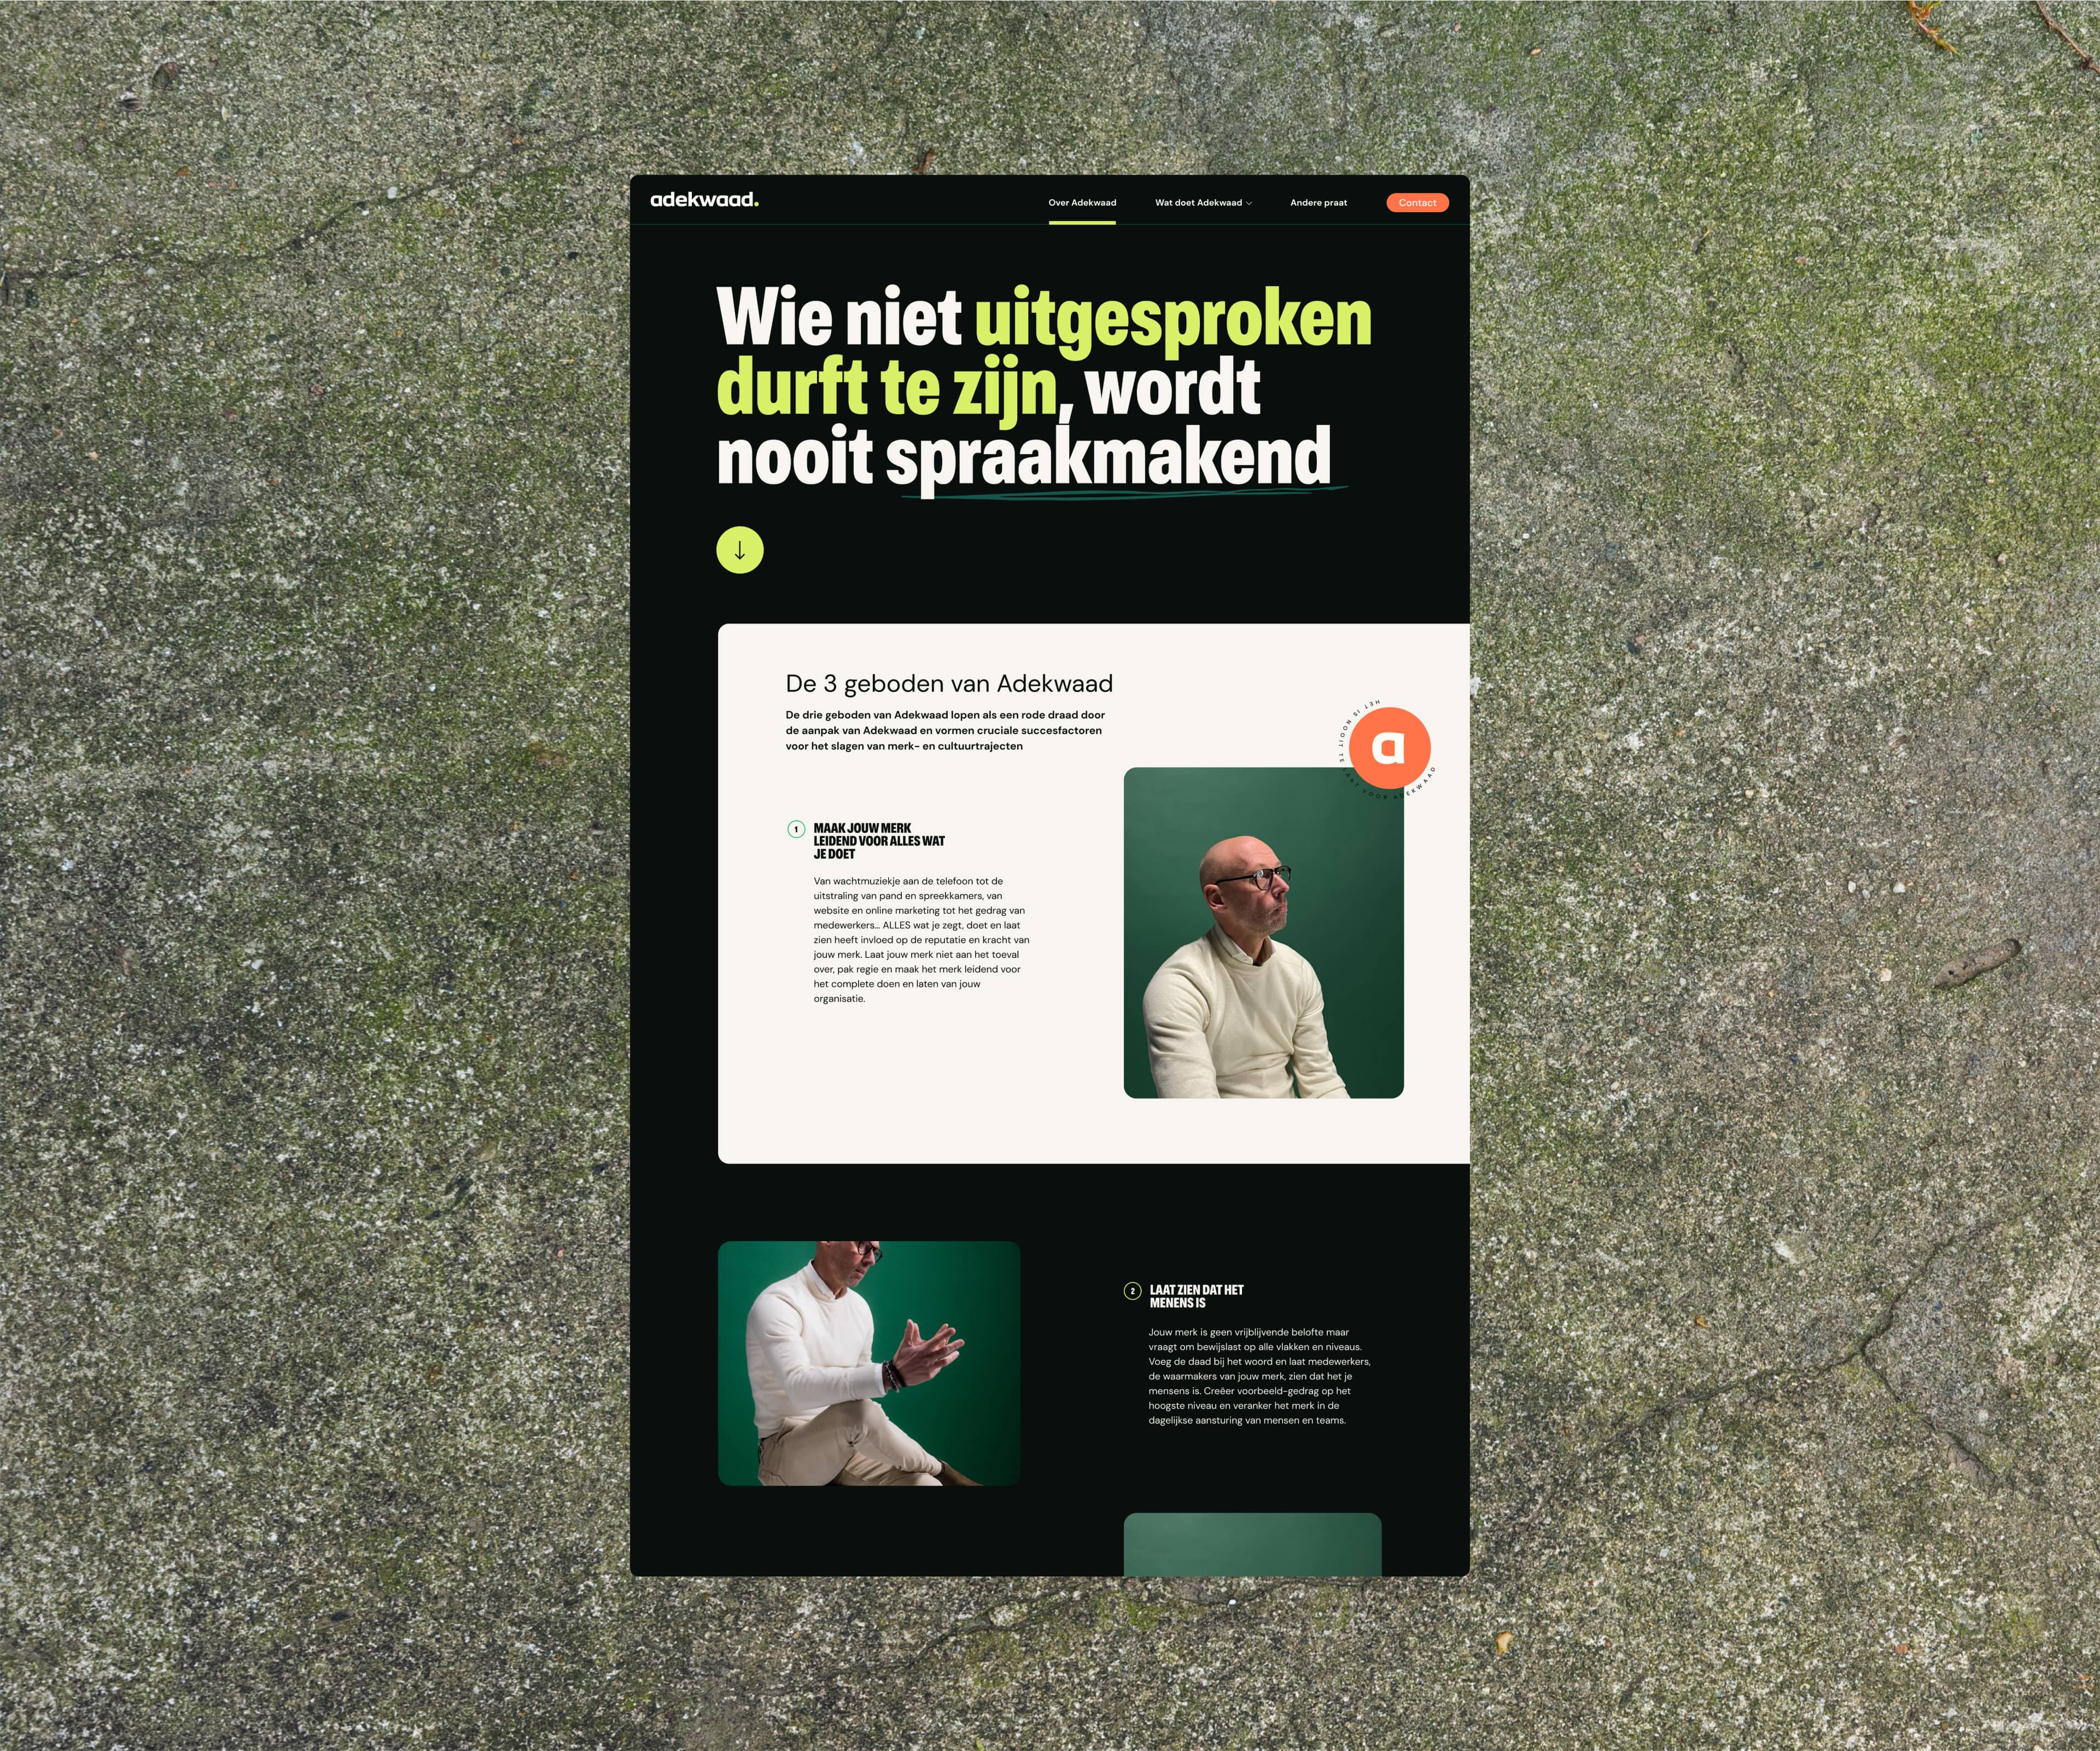 adekwaad.
Over Adekwaad
Wat doet Adekwaad
Andere praat
Contact
Wie niet uitgesproken
durft te zijn, wordt
nooit spraakmakend
De 3 geboden van Adekwaad
De drie geboden van Adekwaad lopen als een rode draad door
de aanpak van Adekwaad en vormen cruciale succesfactoren
voor het slagen van merk- en cultuurtrajecten
HET IS NOOIT TE LAAT VOOR ADEKWAAD
a
1
MAAK JOUW MERK
LEIDEND VOOR ALLES WAT
JE DOET
Van wachtmuziekje aan de telefoon tot de
uitstraling van pand en spreekkamers, van
website en online marketing tot het gedrag van
medewerkers... ALLES wat je zegt, doet en laat
zien heeft invloed op de reputatie en kracht van
jouw merk. Laat jouw merk niet aan het toeval
over, pak regie en maak het merk leidend voor
het complete doen en laten van jouw
organisatie.
2
LAAT ZIEN DAT HET
MENENS IS
Jouw merk is geen vrijblijvende belofte maar
vraagt om bewijslast op alle vlakken en niveaus.
Voeg de daad bij het woord en laat medewerkers,
de waarmakers van jouw merk, zien dat het je
mensens is. Creëer voorbeeld-gedrag op het
hoogste niveau en veranker het merk in de
dagelijkse aansturing van mensen en teams.